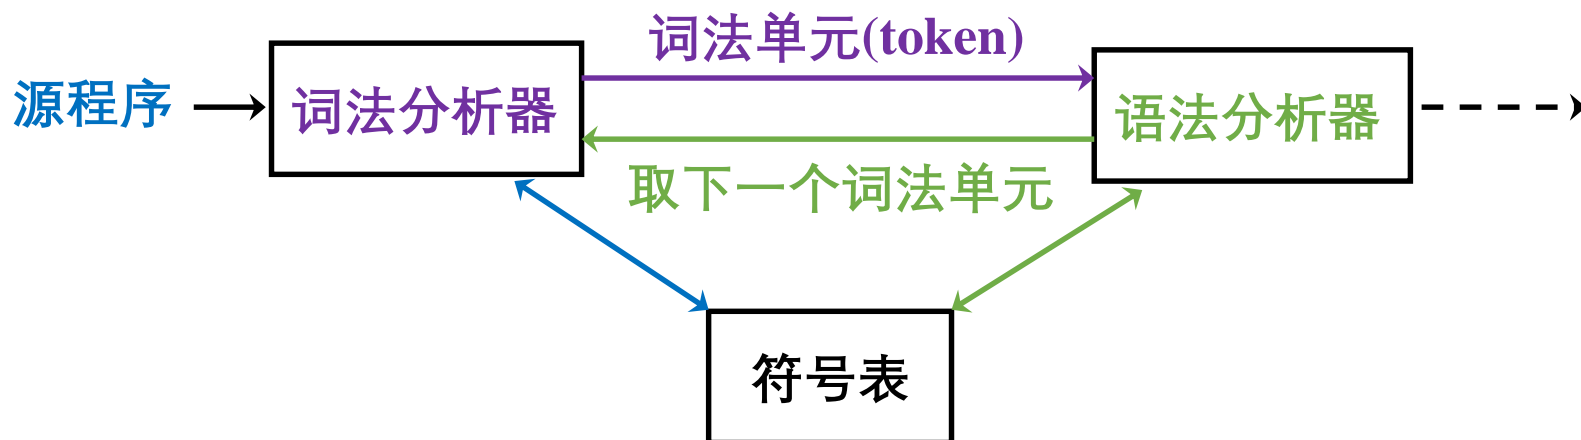 词法单元(token)
源程序
词法分析器
语法分析器
取下一个词法单元
符号表